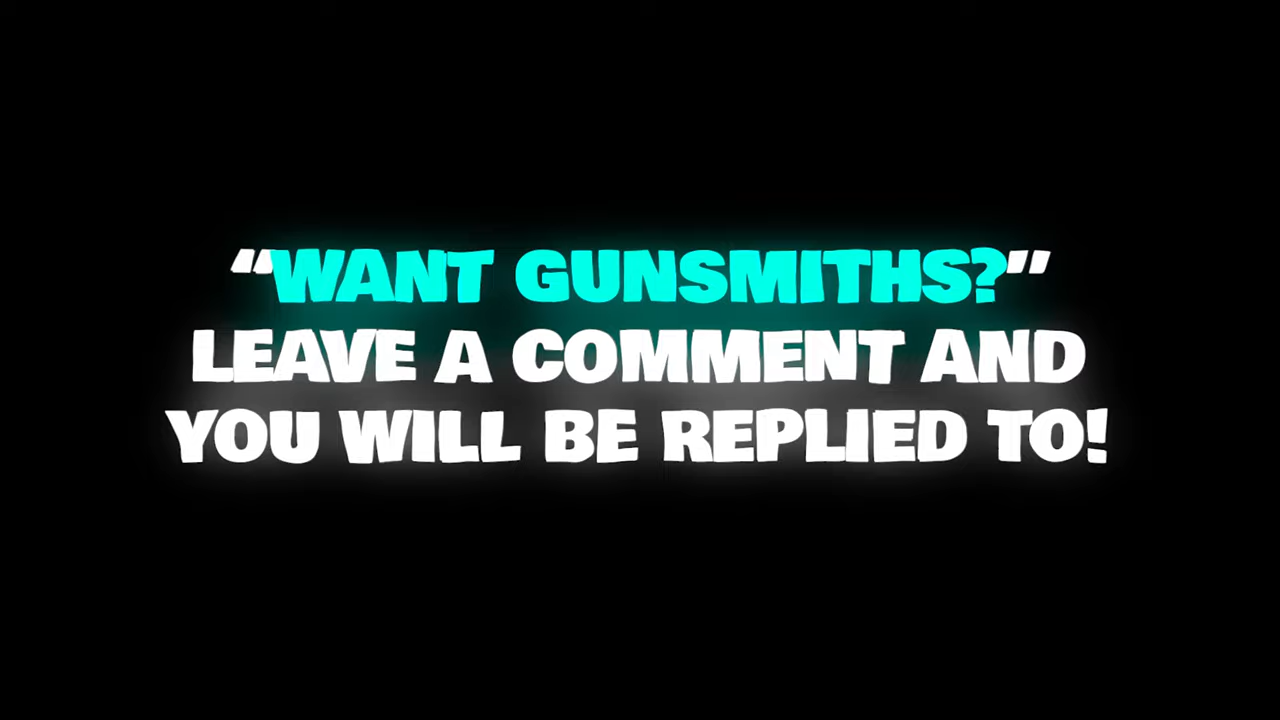 “WANT GUNSMITHS?”
LEAVE A COMMENT AND
YOU WILL BE REPLIED TO!